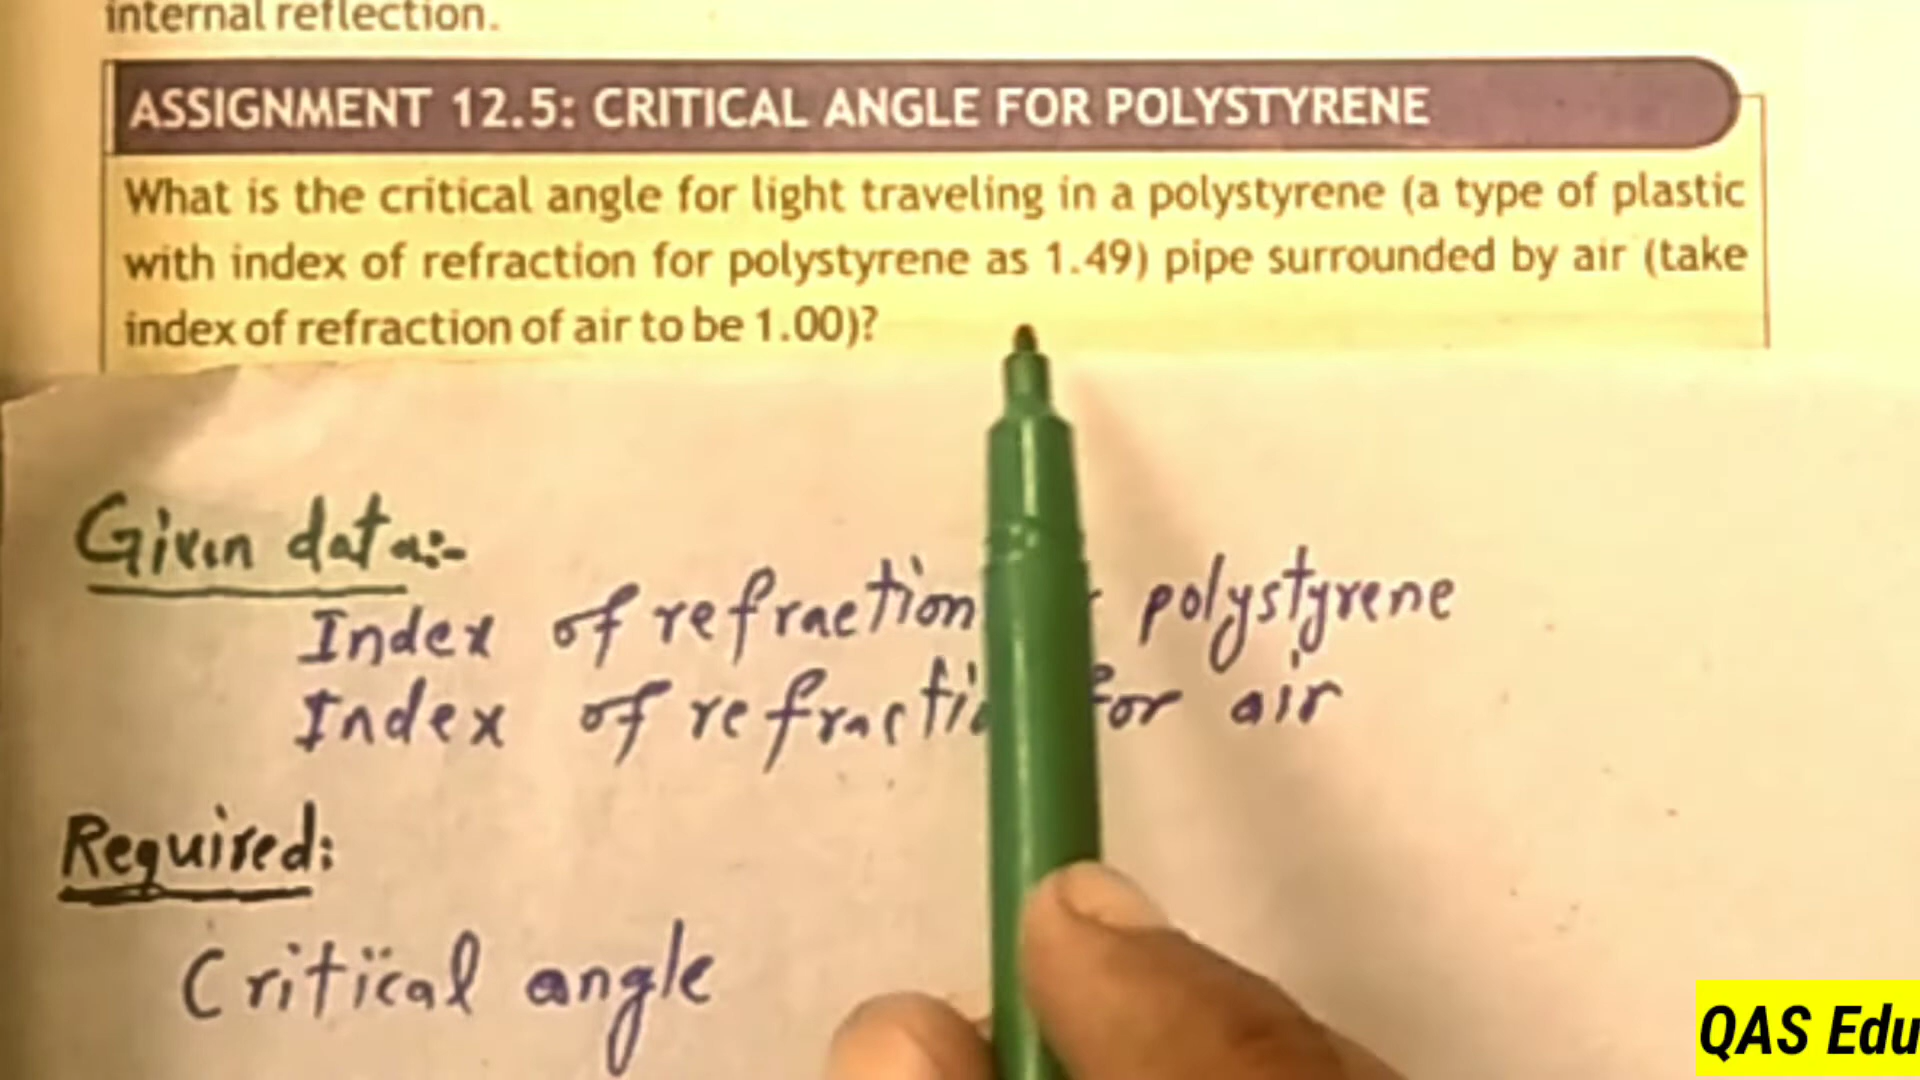 internal reflection.
ASSIGNMENT 12.5: CRITICAL ANGLE FOR POLYSTYRENE
What is the critical angle for light traveling in a polystyrene (a type of plastic
with index of refraction for polystyrene as 1.49) pipe surrounded by air (take
index of refraction of air to be 1.00)?
Given data:-
Index of refraction polystyrene
Index of refracti for air
Required:
Critical angle
QAS Edu